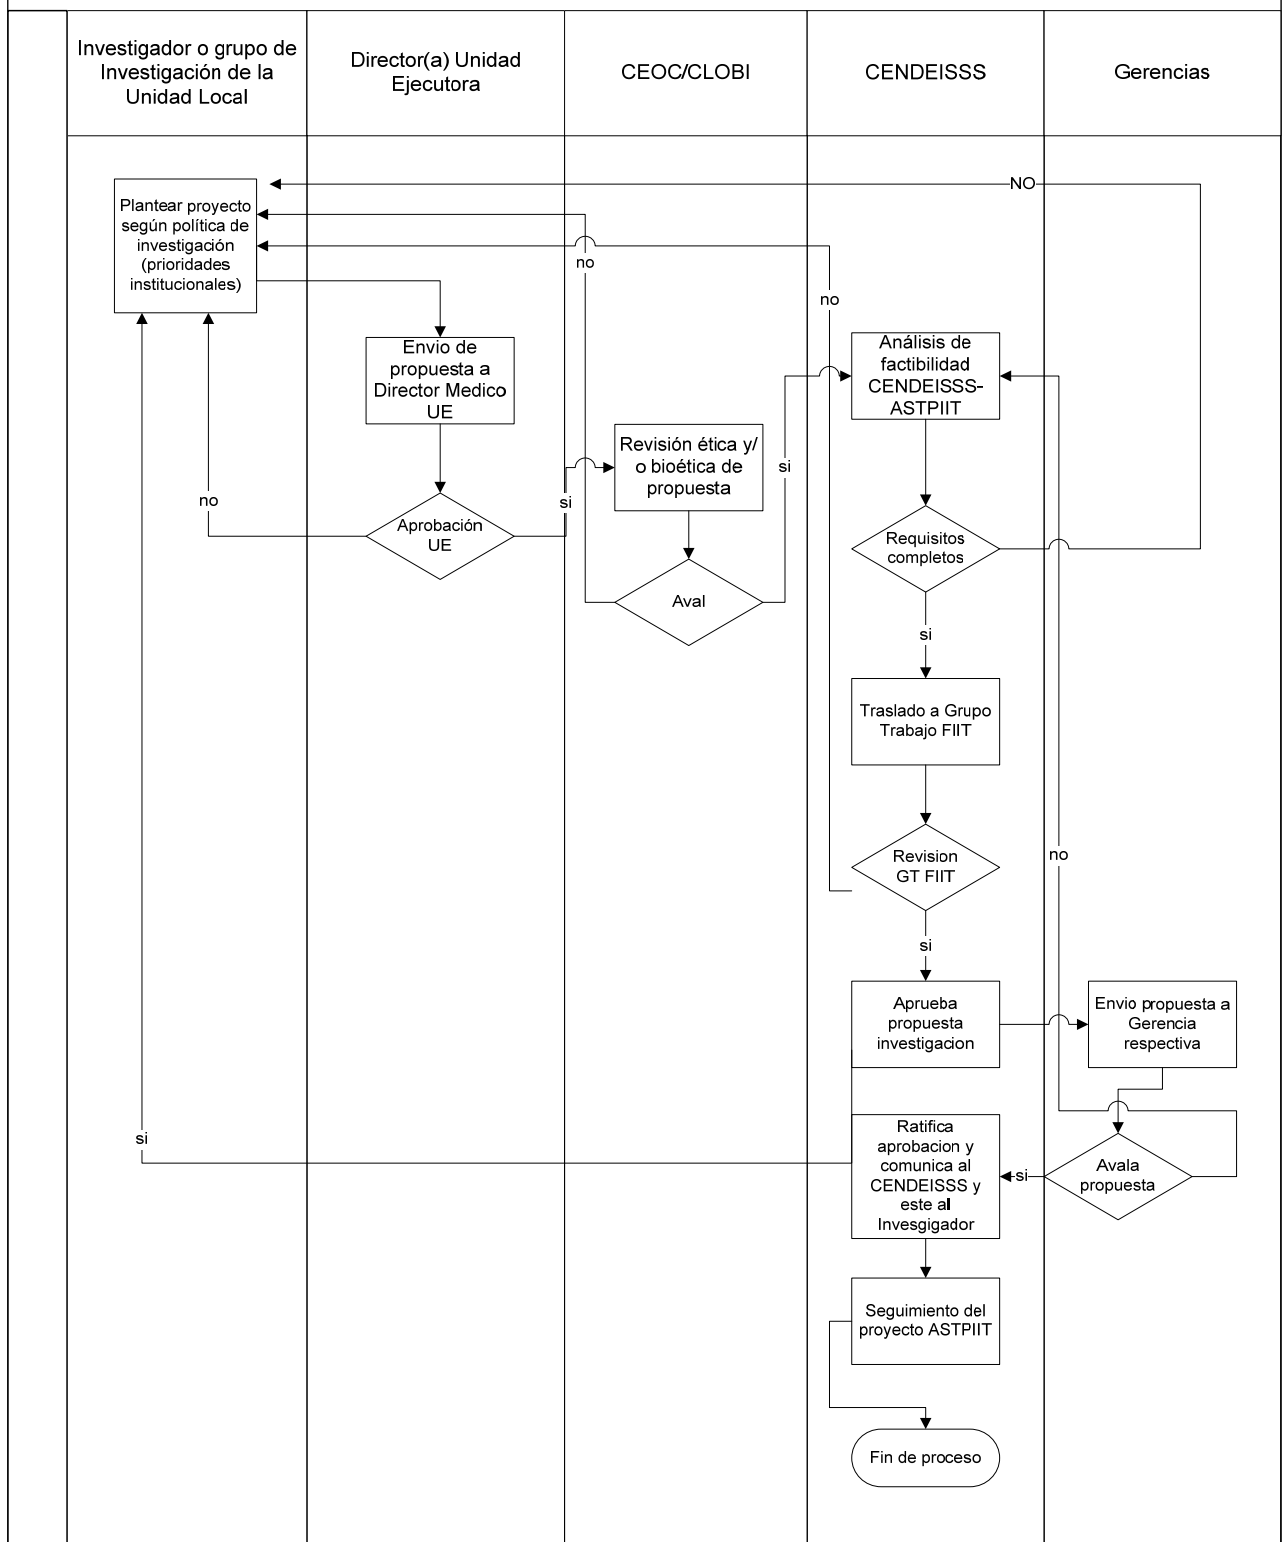 Investigador o grupo de
Investigación de la
Unidad Local
Director(a) Unidad
Ejecutora
CEOC/CLOBI
CENDEISSS
Gerencias
Plantear proyecto
según política de
investigación
(prioridades
institucionales)
NO
no
no
Envio de
propuesta a
Director Medico
UE
Análisis de
factibilidad
CENDEISSS-
ASTPIIT
Revisión ética y/
o bioética de
propuesta
si
no
si
Aprobación
UE
Requisitos
completos
Aval
si
Traslado a Grupo
Trabajo FIIT
Revision
GT FIIT
no
si
Aprueba
propuesta
investigacion
Envio propuesta a
Gerencia
respectiva
si
Ratifica
aprobacion y
comunica al
CENDEISSS y
este al
Invesgigador
si
Avala
propuesta
Seguimiento del
proyecto ASTPIIT
Fin de proceso